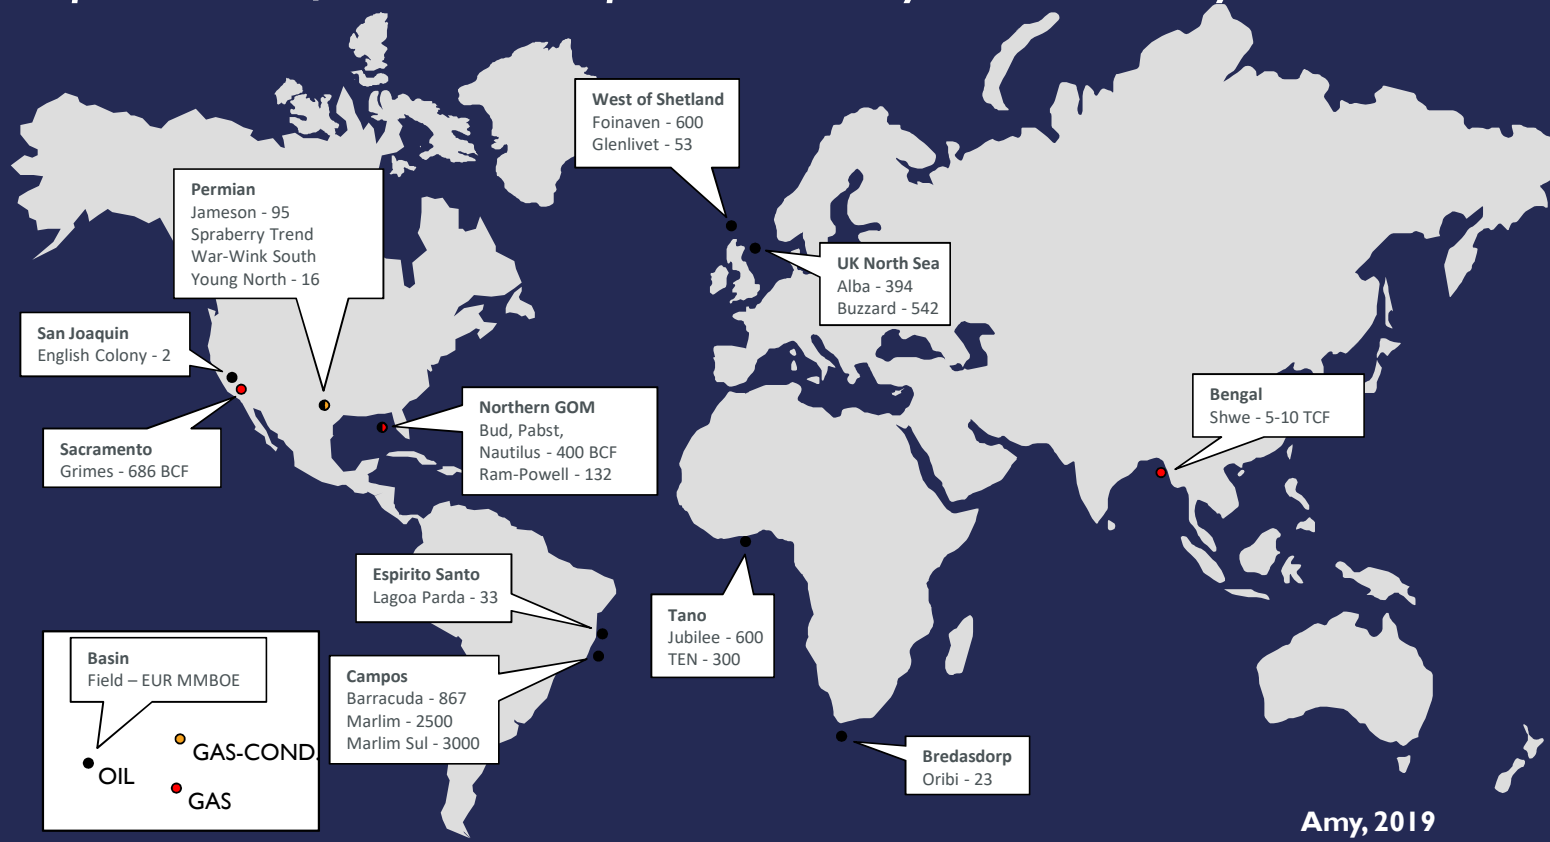 West of Shetland
Foinaven - 600
Glenlivet - 53
Permian
Jameson - 95
Spraberry Trend
War-Wink South
Young North - 16
UK North Sea
Alba - 394
Buzzard - 542
San Joaquin
English Colony - 2
Northern GOM
Bud, Pabst,
Nautilus - 400 BCF
Ram-Powell - 132
Bengal
Shwe - 5-10 TCF
Sacramento
Grimes - 686 BCF
Espirito Santo
Lagoa Parda - 33
Tano
Jubilee - 600
TEN - 300
Campos
Barracuda - 867
Marlim - 2500
Marlim Sul - 3000
Bredasdorp
Oribi - 23
Basin
Field – EUR MMBOE
GAS-COND.
OIL
GAS
Amy, 2019